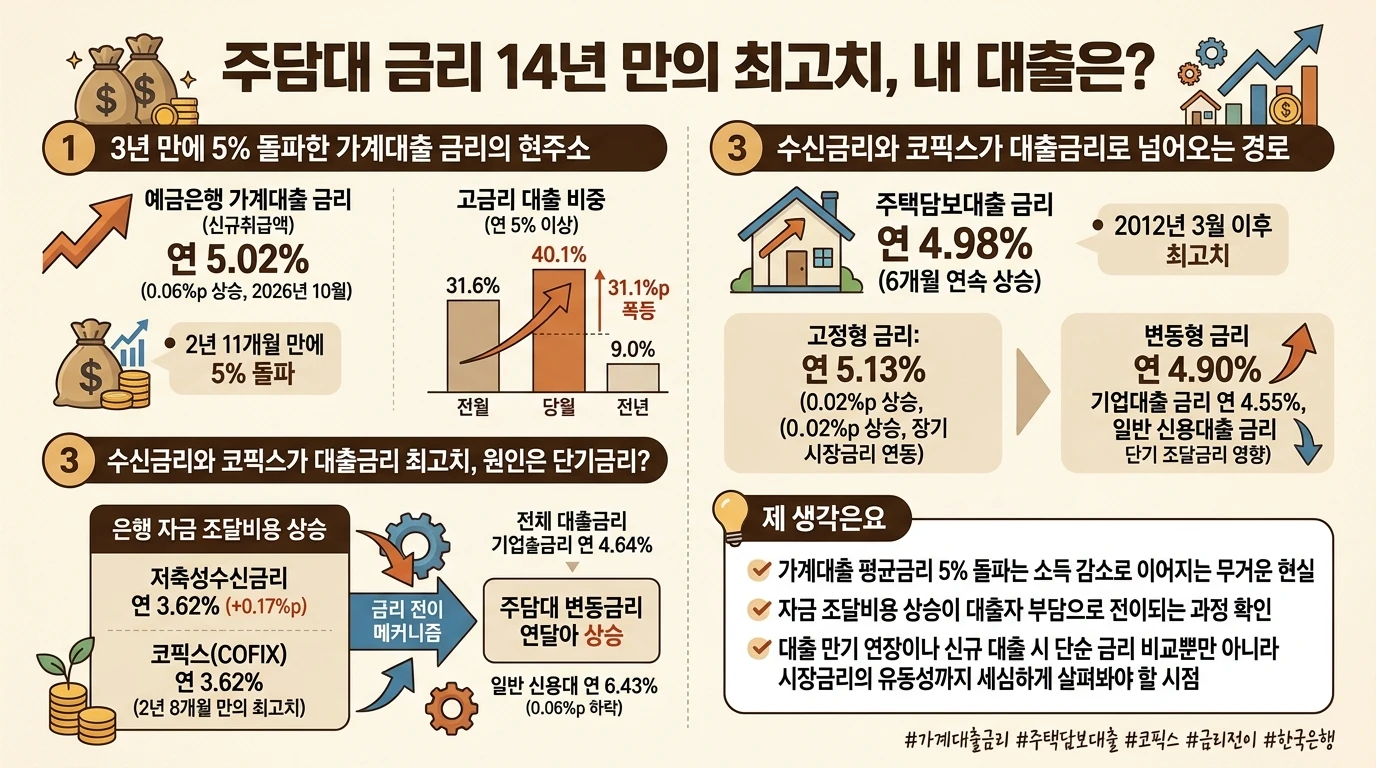 주담대 금리 14년 만의 최고치, 내 대출은?
1
3년 만에 5% 돌파한 가계대출 금리의 현주소
예금은행 가계대출 금리
(신규취급액)
연 5.02%
(0.06%p 상승, 2026년 10월)
• 2년 11개월 만에
5% 돌파
고금리 대출 비중
(연 5% 이상)
31.6%
40.1%
31.1%p
폭등
9.0%
전월
당월
전년
3
수신금리와 코픽스가 대출금리 최고치, 원인은 단기금리?
은행 자금 조달비용 상승
저축성수신금리
연 3.62% (+0.17%p)
코픽스(COFIX)
연 3.62%
(2년 8개월 만의 최고치)
금리 전이
메커니즘
전체 대출금리
기업출금리 연 4.64%
주담대 변동금리
연달아 상승
일반 신용대 연 6.43%
(0.06%p 하락)
3
수신금리와 코픽스가 대출금리로 넘어오는 경로
주택담보대출 금리
연 4.98%
(6개월 연속 상승)
• 2012년 3월 이후
최고치
고정형 금리:
연 5.13%
(0.02%p 상승,
(0.02%p 상승, 장기
시장금리 연동)
변동형 금리
연 4.90%
기업대출 금리 연 4.55%,
일반 신용대출 금리
단기 조달금리 영향)
제 생각은요
가계대출 평균금리 5% 돌파는 소득 감소로 이어지는 무거운 현실
자금 조달비용 상승이 대출자 부담으로 전이되는 과정 확인
대출 만기 연장이나 신규 대출 시 단순 금리 비교뿐만 아니라
시장금리의 유동성까지 세심하게 살펴봐야 할 시점
#가계대출금리 #주택담보대출 #코픽스 #금리전이 #한국은행